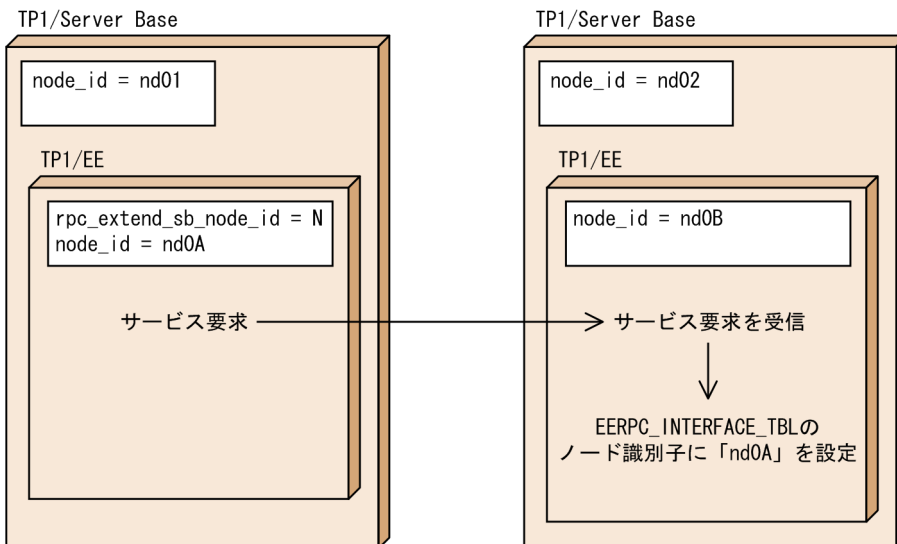 TP1/Server Base
node_id = nd01
TP1/EE
rpc_extend_sb_node_id = N
node_id = nd0A
サービス要求
TP1/Server Base
node_id = nd02
TP1/EE
node_id = nd0B
サービス要求を受信
EERPC_INTERFACE_TBLの
ノード識別子に「nd0A」を設定